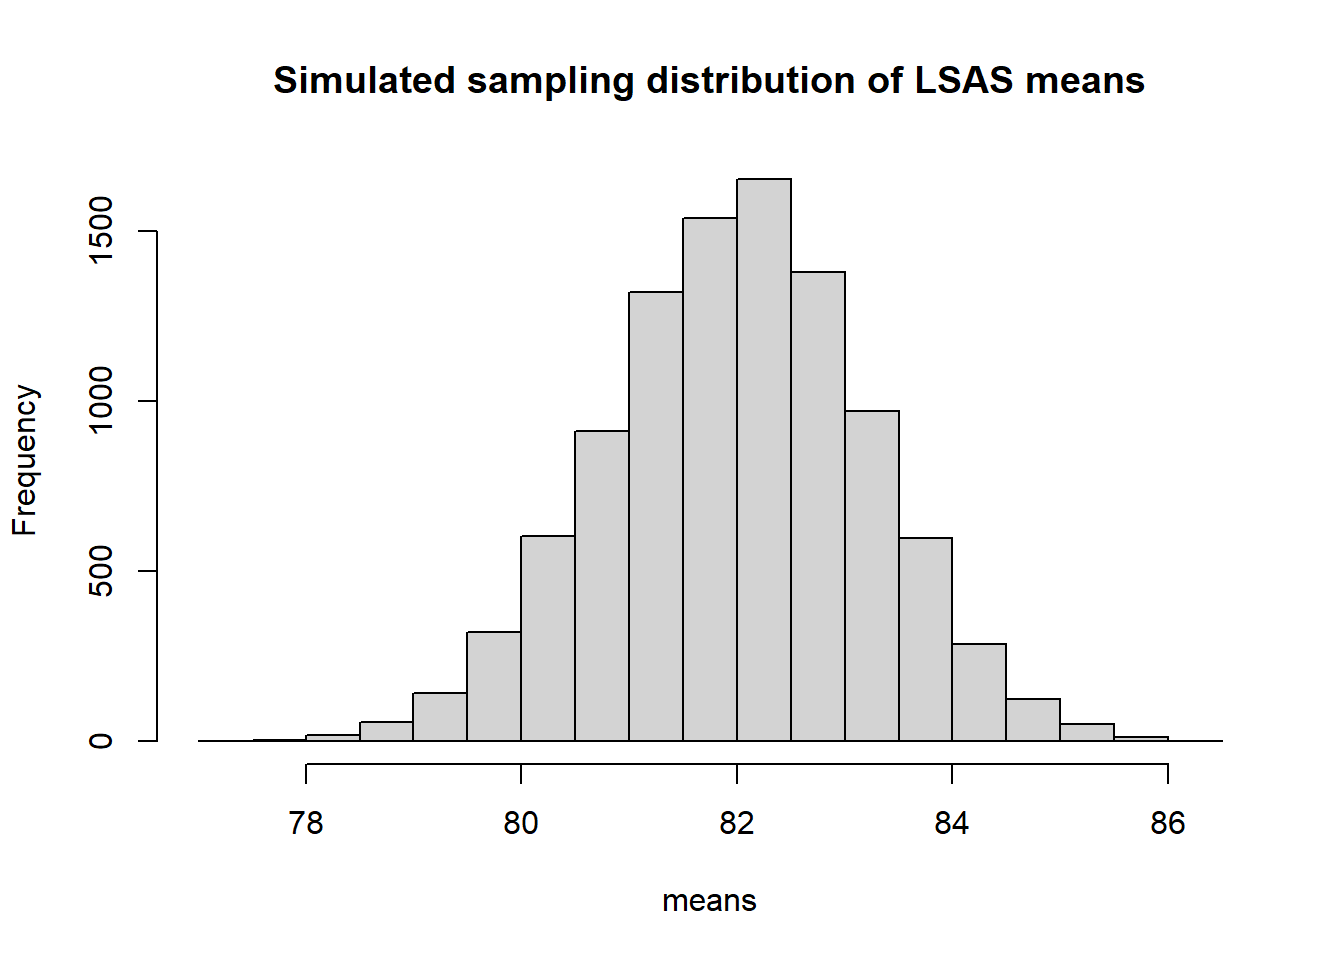 Simulated sampling distribution of LSAS means
Frequency
1500
1000
500
0
78 80 82 84 86
means